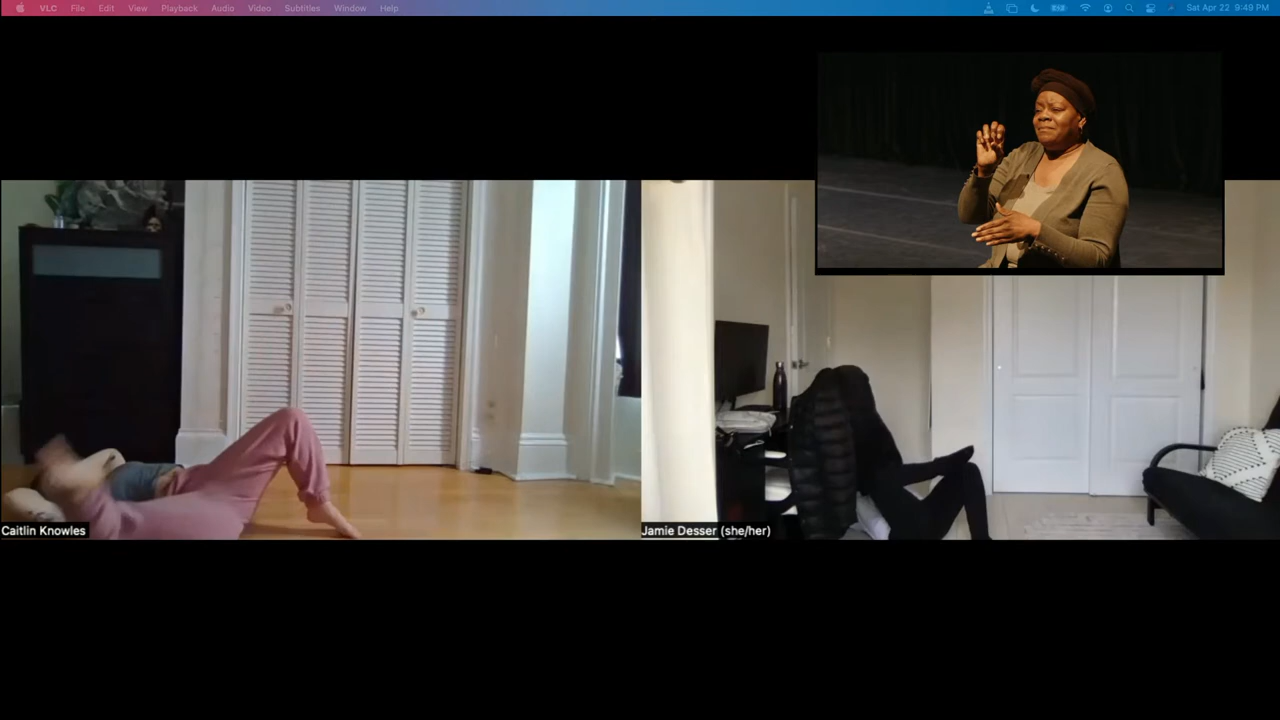 VLC File Edit View Playback Audio Video Subtitles Window Help Sat Apr 22 9:49 PM
Caitlin Knowles
Jamie Desser (she/her)